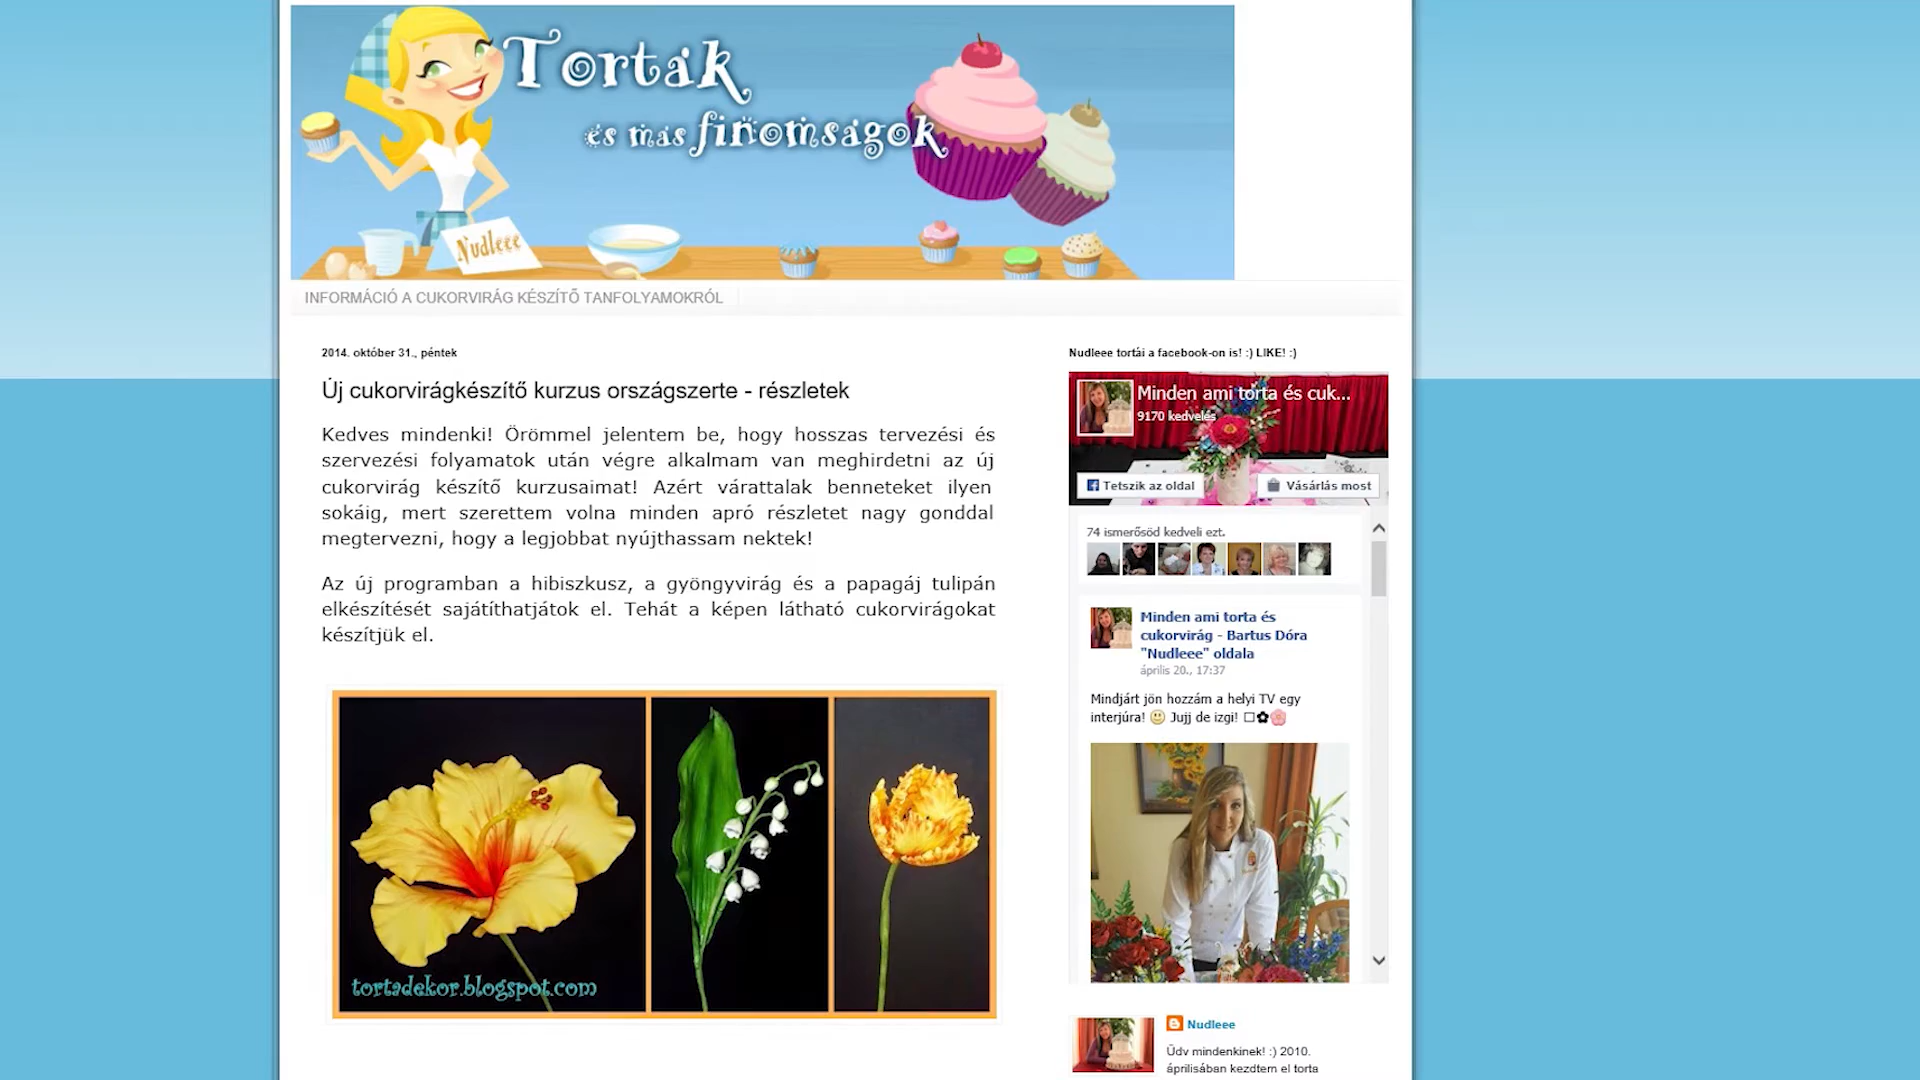 Torták
és más finomságok
Nudleee
INFORMÁCIÓ A CUKORVIRÁG KÉSZÍTŐ TANFOLYAMOKRÓL
2014. október 31., péntek
Új cukorvirágkészítő kurzus országszerte - részletek
Kedves mindenki! Örömmel jelentem be, hogy hosszas tervezési és
szervezési folyamatok után végre alkalmam van meghirdetni az új
cukorvirág készítő kurzusaimat! Azért várattalak benneteket ilyen
sokáig, mert szerettem volna minden apró részletet nagy gonddal
megtervezni, hogy a legjobbat nyújthassam nektek!
Az új programban a hibiszkusz, a gyöngyvirág és a papagáj tulipán
elkészítését sajátíthatjátok el. Tehát a képen látható cukorvirágokat
készítjük el.
tortadekor.blogspot.com
Nudleee tortái a facebook-on is! :) LIKE! :)
Minden ami torta és cuk...
9170 kedvelés
Tetszik az oldal
Vásárlás most
74 ismerősöd kedveli ezt.
Minden ami torta és
cukorvirág - Bartus Dóra
"Nudleee" oldala
április 20., 17:37
Mindjárt jön hozzám a helyi TV egy
interjúra! 🙂 Jujj de izgi! ☐✿🌸
Nudleee
Üdv mindenkinek! :) 2010.
áprilisában kezdtem el torta